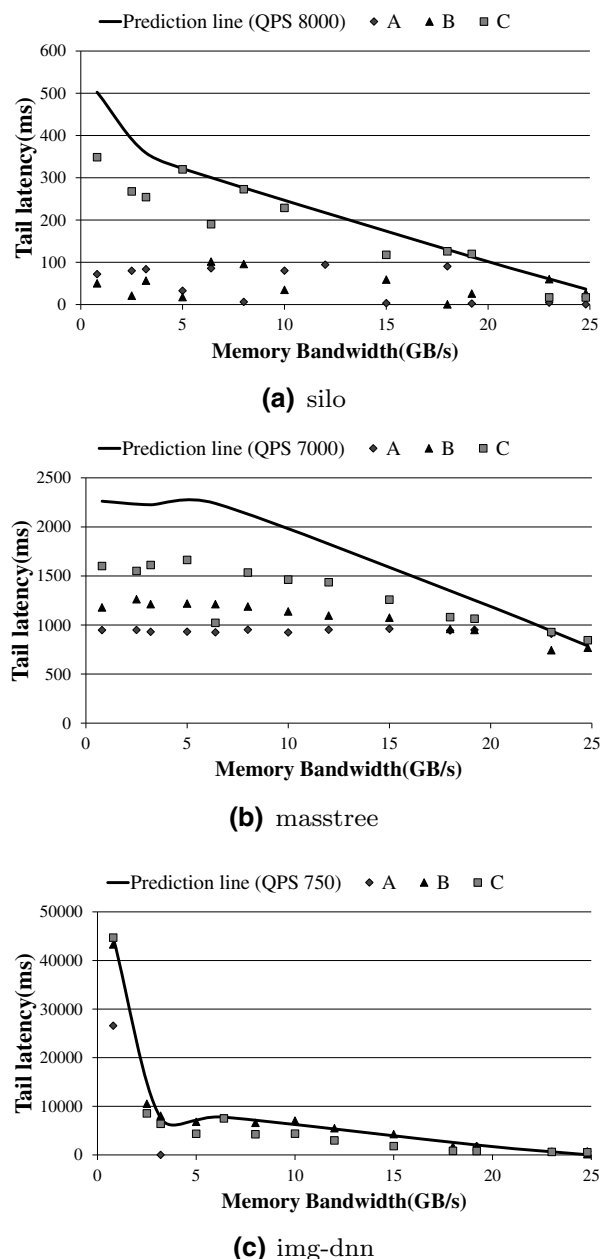 Prediction line (QPS 8000) A B C
600
500
400
300
200
100
0
Tail latency(ms)
0 5 10 15 20 25
Memory Bandwidth(GB/s)
(a) silo
Prediction line (QPS 7000) A B C
2500
2000
1500
1000
500
0
Tail latency(ms)
0 5 10 15 20 25
Memory Bandwidth(GB/s)
(b) masstree
Prediction line (QPS 750) A B C
50000
40000
30000
20000
10000
0
Tail latency(ms)
0 5 10 15 20 25
Memory Bandwidth(GB/s)
(c) img-dnn